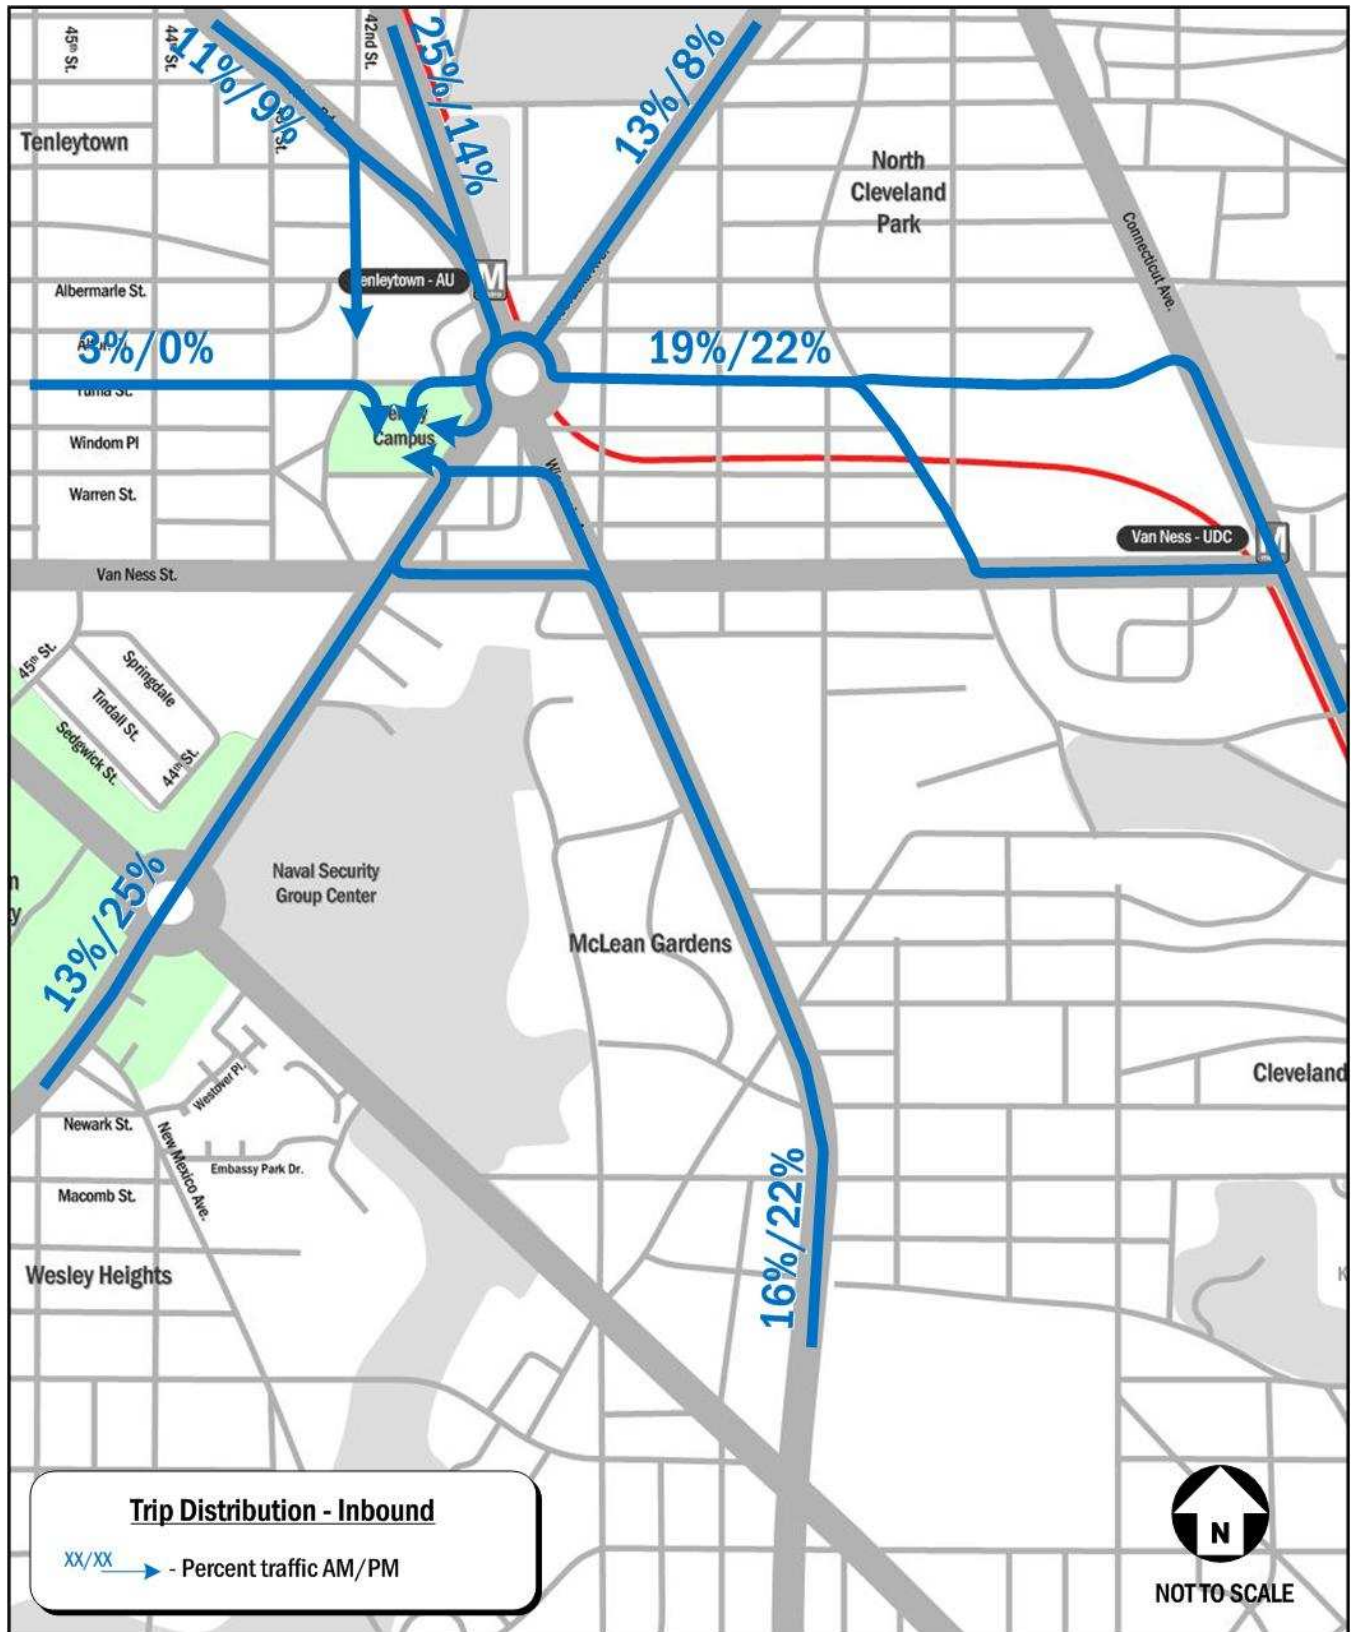 45th St.
44th St.
42nd St.
11%/9%
25%/14%
13%/8%
Tenleytown
North
Cleveland
Park
Connecticut Ave.
Albermarle St.
enleytown - AU
M
3%/0%
19%/22%
Yuma St.
Campus
Windom Pl
Warren St.
Van Ness - UDC
M
Van Ness St.
45th St.
Springdale
Tindall St.
Sedgwick St.
44th St.
13%/25%
Naval Security
Group Center
McLean Gardens
Cleveland
Westover Pl.
Newark St.
New Mexico Ave.
Embassy Park Dr.
Macomb St.
16%/22%
Wesley Heights
K
Trip Distribution - Inbound
XX/XX - Percent traffic AM/PM
N
NOT TO SCALE